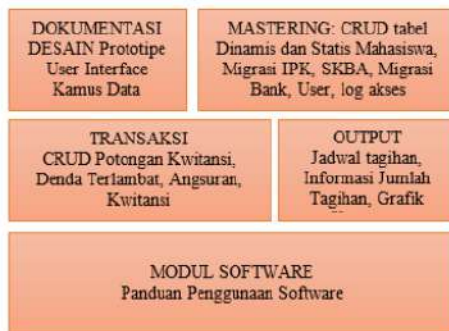 DOKUMENTASI
DESAIN Prototipe
User Interface
Kamus Data
MASTERING: CRUD tabel
Dinamis dan Statis Mahasiswa,
Migrasi IPK, SKBA, Migrasi
Bank, User, log akses
TRANSAKSI
CRUD Potongan Kwitansi,
Denda Terlambat, Angsuran,
Kwitansi
OUTPUT
Jadwal tagihan,
Informasi Jumlah
Tagihan, Grafik
MODUL SOFTWARE
Panduan Penggunaan Software